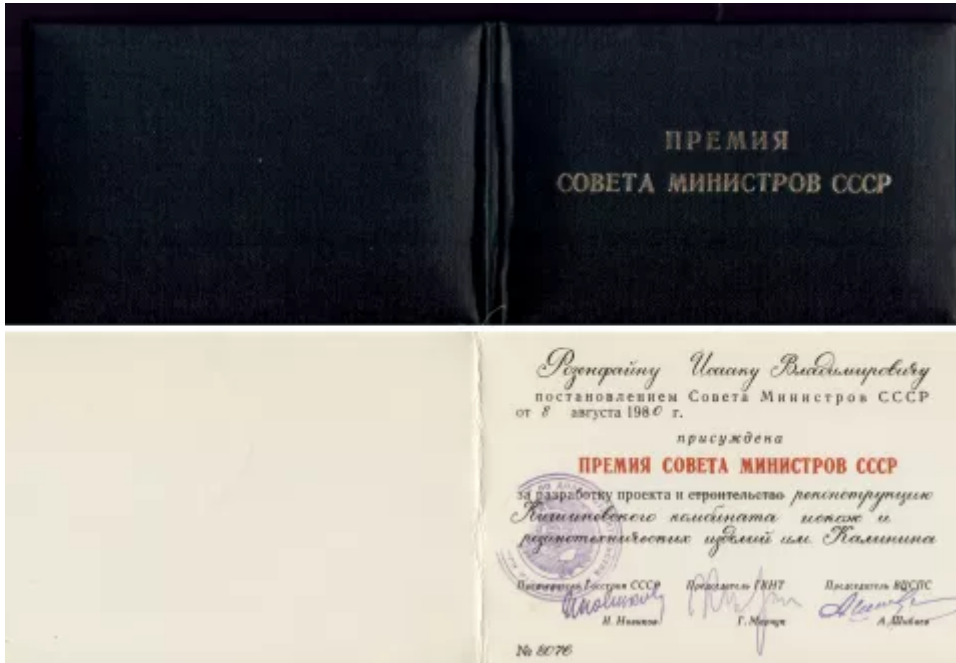 ПРЕМИЯ
СОВЕТА МИНИСТРОВ СССР
Розенфайну Исааку Владимировичу
постановлением Совета Министров СССР
от 8 августа 1980 г.
присуждена
ПРЕМИЯ СОВЕТА МИНИСТРОВ СССР
за разработку проекта и строительство реконструкцию
Кишиневского комбината искож и
резинотехнических изделий им. Калинина
Председатель Госстроя СССР Председатель ГКНТ Председатель ВЦСПС
И. Новиков Г. Марчук А. Шибаев
№ 8076